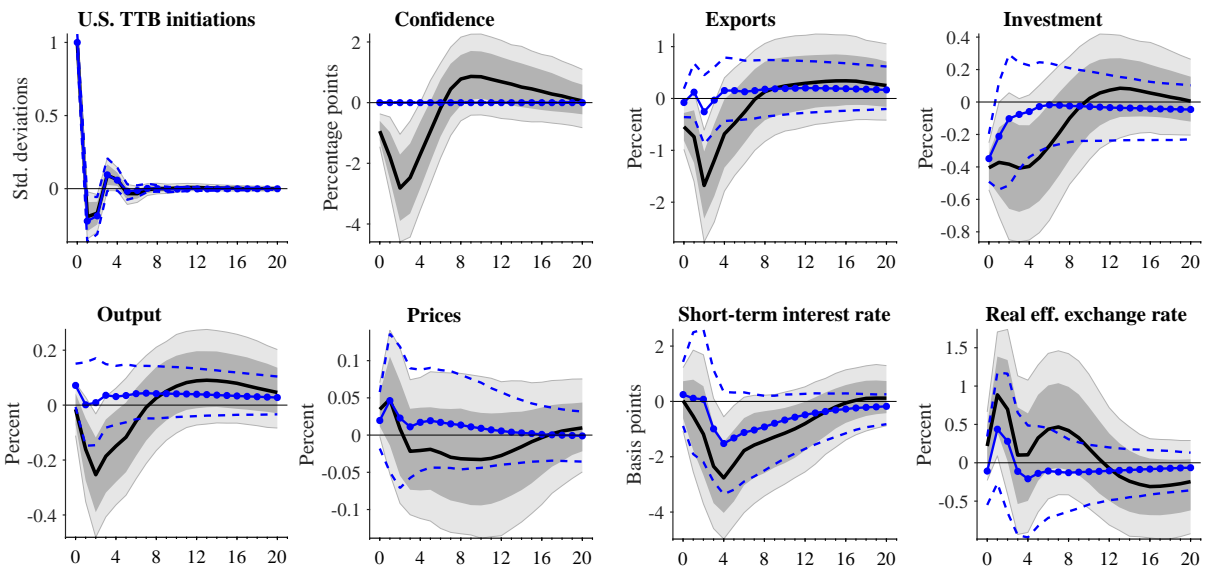 U.S. TTB initiations
Confidence
Exports
Investment
Std. deviations
1
0.5
0
0 4 8 12 16 20
Percentage points
2
0
-2
-4
0 4 8 12 16 20
Percent
1
0
-1
-2
0 4 8 12 16 20
Percent
0.4
0.2
0
-0.2
-0.4
-0.6
-0.8
0 4 8 12 16 20
Output
Prices
Short-term interest rate
Real eff. exchange rate
Percent
0.2
0
-0.2
-0.4
0 4 8 12 16 20
Percent
0.1
0.05
0
-0.05
-0.1
0 4 8 12 16 20
Basis points
2
0
-2
-4
0 4 8 12 16 20
Percent
1.5
1
0.5
0
-0.5
0 4 8 12 16 20